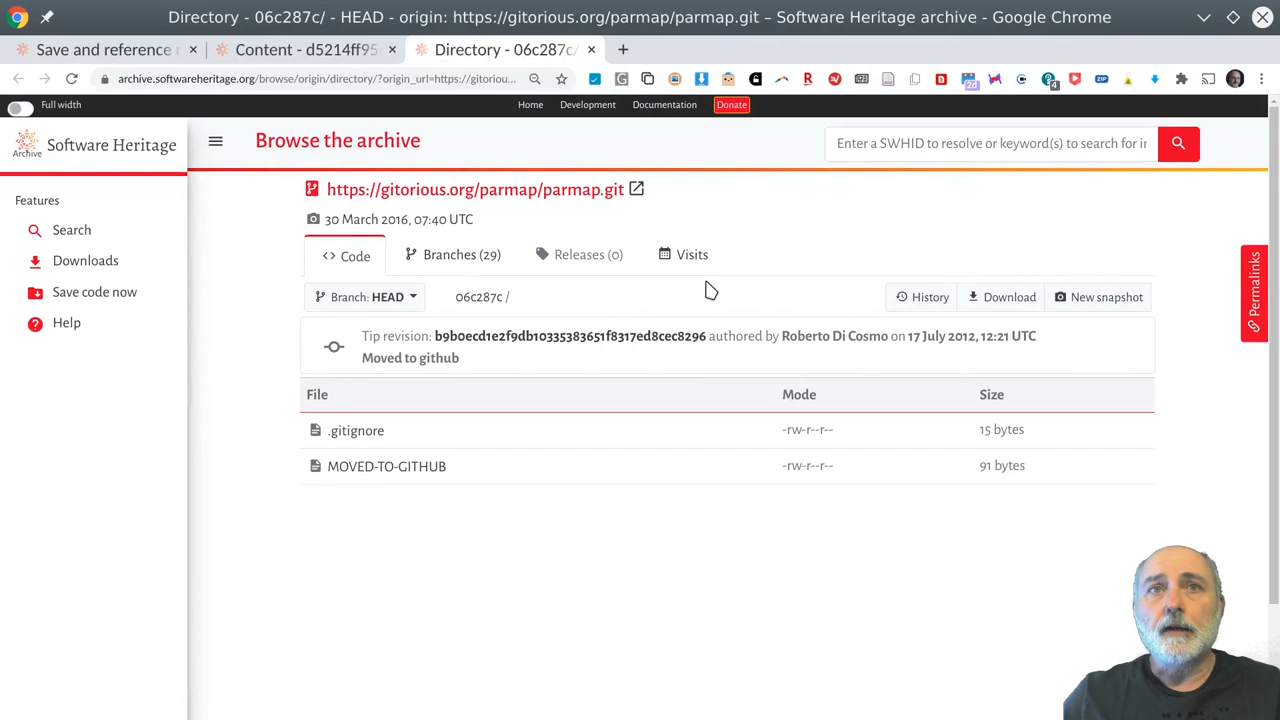 Directory - 06c287c/ - HEAD - origin: https://gitorious.org/parmap/parmap.git – Software Heritage archive - Google Chrome
Save and reference
Content - d5214ff95
Directory - 06c287c/
archive.softwareheritage.org/browse/origin/directory/?origin_url=https://gitoriou...
2d
4
ZIP
Full width
Home
Development
Documentation
Donate
Archive
Software Heritage
Browse the archive
Enter a SWHID to resolve or keyword(s) to search for in
Features
Search
Downloads
Save code now
Help
https://gitorious.org/parmap/parmap.git
30 March 2016, 07:40 UTC
Code
Branches (29)
Releases (0)
Visits
Permalinks
Branch: HEAD
06c287c /
History
Download
New snapshot
Tip revision: b9b0ecd1e2f9db10335383651f8317ed8cec8296 authored by Roberto Di Cosmo on 17 July 2012, 12:21 UTC
Moved to github
File Mode Size
.gitignore -rw-r--r-- 15 bytes
MOVED-TO-GITHUB -rw-r--r-- 91 bytes